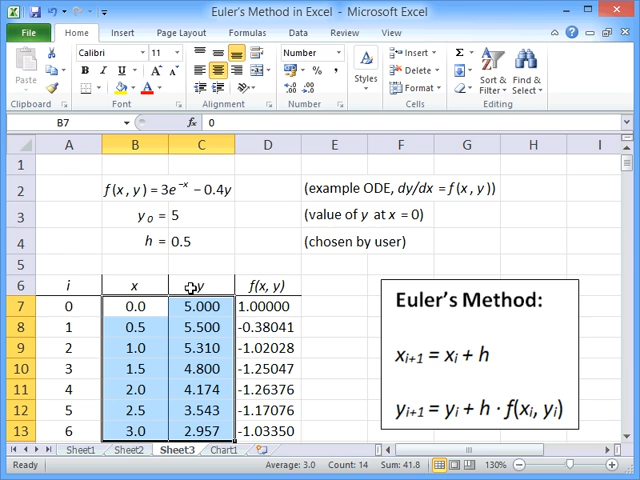 Euler's Method in Excel - Microsoft Excel
File Home Insert Page Layout Formulas Data Review View
Calibri 11 Number Insert
Paste B I U $ % , Styles Delete Sort & Filter Find & Select
Format
Clipboard Font Alignment Number Cells Editing
B7 fx 0
A B C D E F G H I
1
2 f(x, y) = 3e^−x − 0.4y (example ODE, dy/dx = f(x, y))
3 y0 = 5 (value of y at x = 0)
4 h = 0.5 (chosen by user)
5
6 i x y f(x, y)
7 0 0.0 5.000 1.00000
8 1 0.5 5.500 -0.38041
9 2 1.0 5.310 -1.02028
10 3 1.5 4.800 -1.25047
11 4 2.0 4.174 -1.26376
12 5 2.5 3.543 -1.17076
13 6 3.0 2.957 -1.03350
Euler's Method:
xi+1 = xi + h
yi+1 = yi + h · f(xi, yi)
Sheet1 Sheet2 Sheet3 Chart1
Ready Average: 3.0 Count: 14 Sum: 41.8 130%